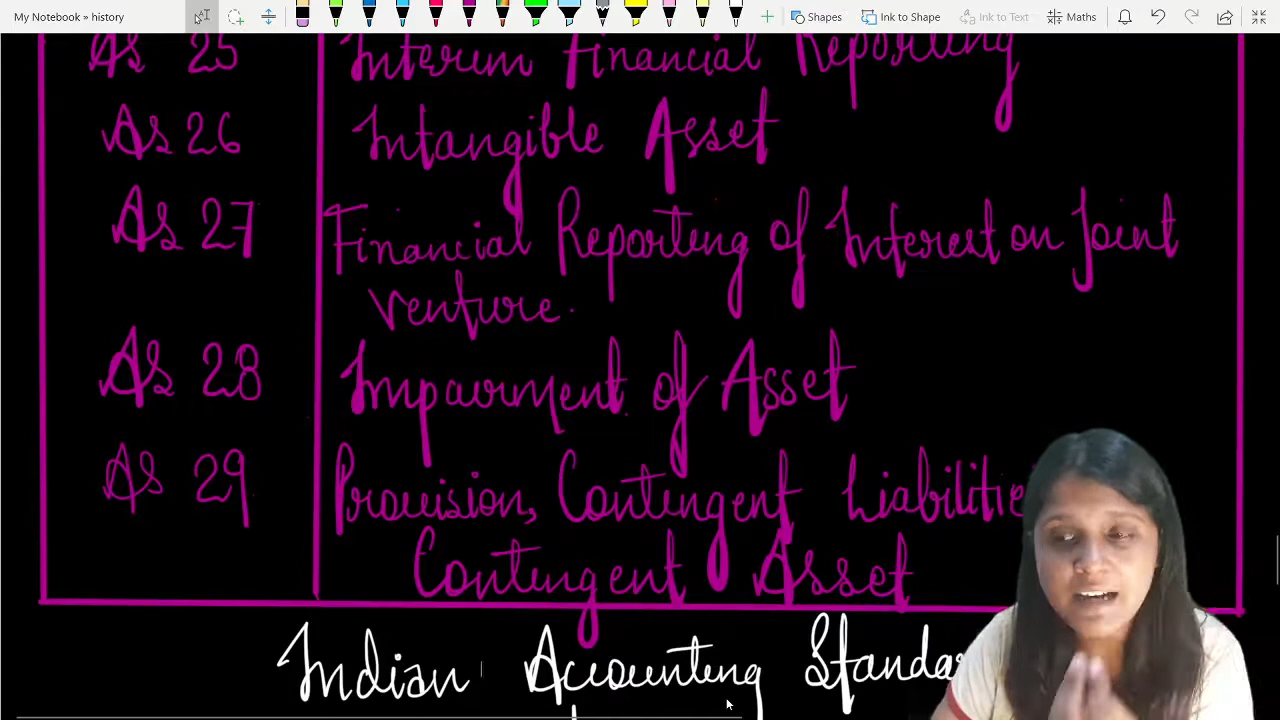 My Notebook » history
Shapes Ink to Shape Ink to Text Maths
As 25 Interim Financial Reporting
As 26 Intangible Asset
As 27 Financial Reporting of Interest on Joint
venture.
As 28 Impairment of Asset
As 29 Provision, Contingent Liabilitie
Contingent Asset
Indian Accounting Standa